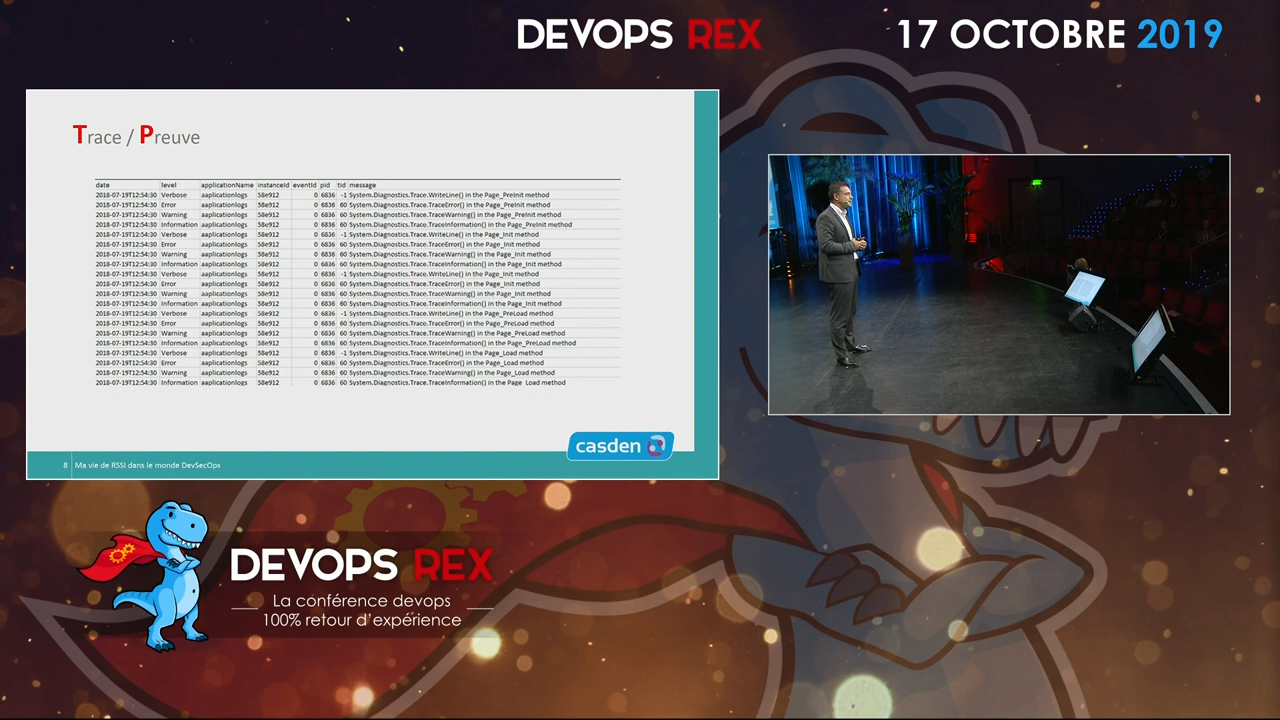 DEVOPS REX
17 OCTOBRE 2019
Trace / Preuve
date level applicationName instanceId eventId pid tid message
2018-07-19T12:54:30 Verbose aaplicationlogs 58e912 0 6836 -1 System.Diagnostics.Trace.WriteLine() in the Page_PreInit method
2018-07-19T12:54:30 Error aaplicationlogs 58e912 0 6836 60 System.Diagnostics.Trace.TraceError() in the Page_PreInit method
2018-07-19T12:54:30 Warning aaplicationlogs 58e912 0 6836 60 System.Diagnostics.Trace.TraceWarning() in the Page_PreInit method
2018-07-19T12:54:30 Information aaplicationlogs 58e912 0 6836 60 System.Diagnostics.Trace.TraceInformation() in the Page_PreInit method
2018-07-19T12:54:30 Verbose aaplicationlogs 58e912 0 6836 -1 System.Diagnostics.Trace.WriteLine() in the Page_Init method
2018-07-19T12:54:30 Error aaplicationlogs 58e912 0 6836 60 System.Diagnostics.Trace.TraceError() in the Page_Init method
2018-07-19T12:54:30 Warning aaplicationlogs 58e912 0 6836 60 System.Diagnostics.Trace.TraceWarning() in the Page_Init method
2018-07-19T12:54:30 Information aaplicationlogs 58e912 0 6836 60 System.Diagnostics.Trace.TraceInformation() in the Page_Init method
2018-07-19T12:54:30 Verbose aaplicationlogs 58e912 0 6836 -1 System.Diagnostics.Trace.WriteLine() in the Page_Init method
2018-07-19T12:54:30 Error aaplicationlogs 58e912 0 6836 60 System.Diagnostics.Trace.TraceError() in the Page_Init method
2018-07-19T12:54:30 Warning aaplicationlogs 58e912 0 6836 60 System.Diagnostics.Trace.TraceWarning() in the Page_Init method
2018-07-19T12:54:30 Information aaplicationlogs 58e912 0 6836 60 System.Diagnostics.Trace.TraceInformation() in the Page_Init method
2018-07-19T12:54:30 Verbose aaplicationlogs 58e912 0 6836 -1 System.Diagnostics.Trace.WriteLine() in the Page_PreLoad method
2018-07-19T12:54:30 Error aaplicationlogs 58e912 0 6836 60 System.Diagnostics.Trace.TraceError() in the Page_PreLoad method
2018-07-19T12:54:30 Warning aaplicationlogs 58e912 0 6836 60 System.Diagnostics.Trace.TraceWarning() in the Page_PreLoad method
2018-07-19T12:54:30 Information aaplicationlogs 58e912 0 6836 60 System.Diagnostics.Trace.TraceInformation() in the Page_PreLoad method
2018-07-19T12:54:30 Verbose aaplicationlogs 58e912 0 6836 -1 System.Diagnostics.Trace.WriteLine() in the Page_Load method
2018-07-19T12:54:30 Error aaplicationlogs 58e912 0 6836 60 System.Diagnostics.Trace.TraceError() in the Page_Load method
2018-07-19T12:54:30 Warning aaplicationlogs 58e912 0 6836 60 System.Diagnostics.Trace.TraceWarning() in the Page_Load method
2018-07-19T12:54:30 Information aaplicationlogs 58e912 0 6836 60 System.Diagnostics.Trace.TraceInformation() in the Page_Load method
casden
8 Ma vie de RSSI dans le monde DevSecOps
DEVOPS REX
La conférence devops
100% retour d'expérience